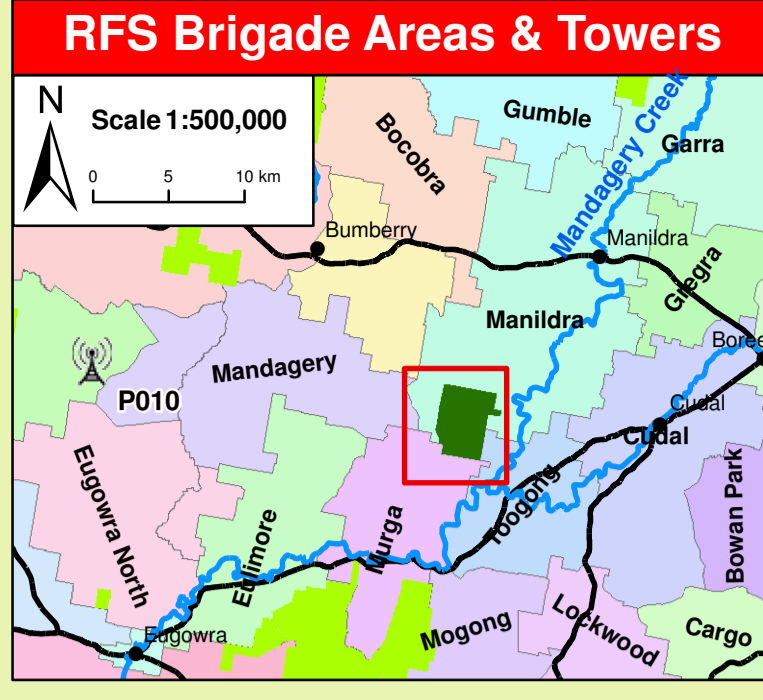 RFS Brigade Areas & Towers
N
Scale 1:500,000
0 5 10 km
Gumble
Bocobra
Garra
Mandagery Creek
Bumberry
Manildra
Gregra
Manildra
Boree
Mandagery
P010
Cudal
Cudal
Eugowra North
Eglimore
Murga
Toogong
Bowan Park
Eugowra
Mogong
Lockwood
Cargo